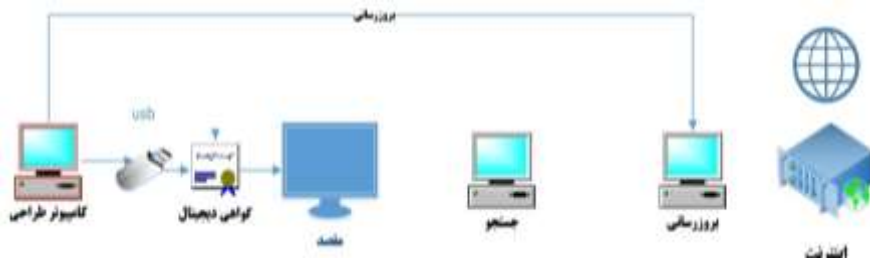 بروزرسانی
usb
کامپیوتر طراحی
گواهی دیجیتال
مقصد
جستجو
بروزرسانی
اینترنت